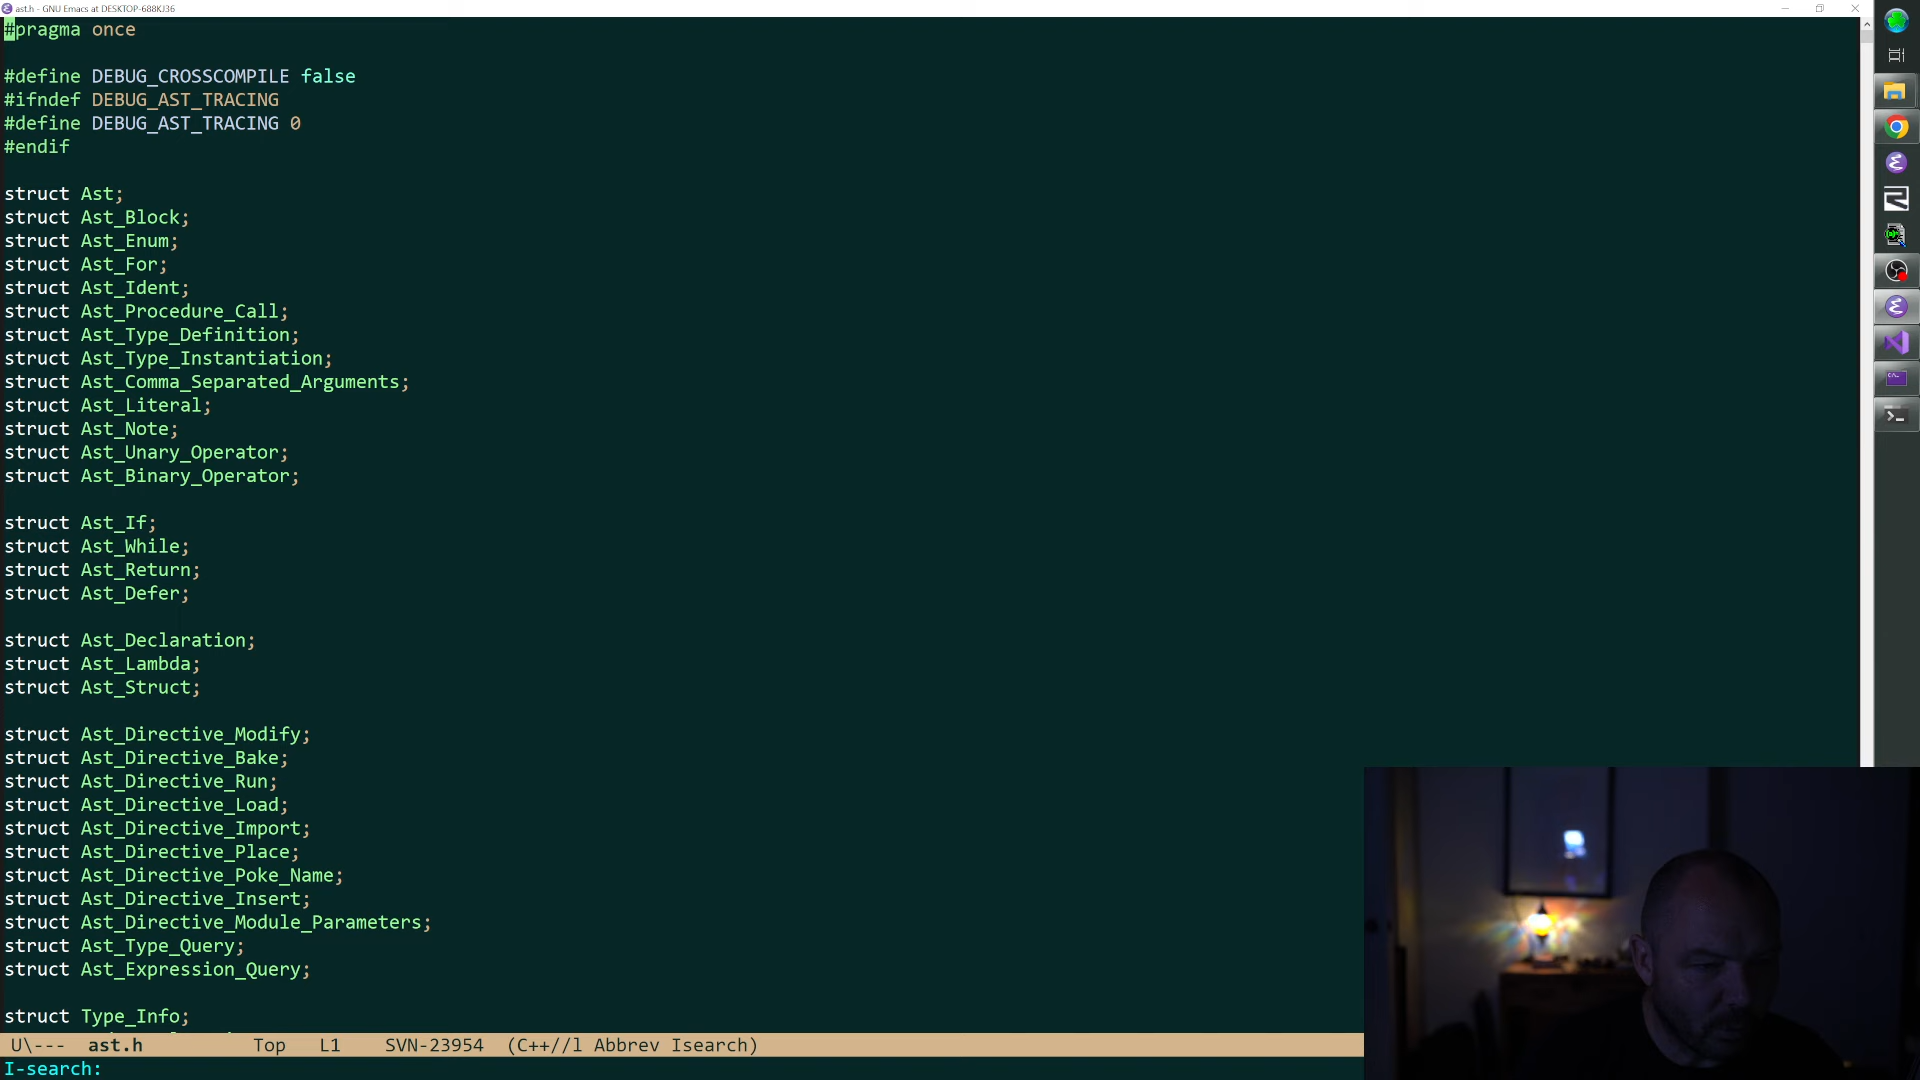 ast.h - GNU Emacs at DESKTOP-688KJ36
#pragma once
#define DEBUG_CROSSCOMPILE false
#ifndef DEBUG_AST_TRACING
#define DEBUG_AST_TRACING 0
#endif
struct Ast;
struct Ast_Block;
struct Ast_Enum;
struct Ast_For;
struct Ast_Ident;
struct Ast_Procedure_Call;
struct Ast_Type_Definition;
struct Ast_Type_Instantiation;
struct Ast_Comma_Separated_Arguments;
struct Ast_Literal;
struct Ast_Note;
struct Ast_Unary_Operator;
struct Ast_Binary_Operator;
struct Ast_If;
struct Ast_While;
struct Ast_Return;
struct Ast_Defer;
struct Ast_Declaration;
struct Ast_Lambda;
struct Ast_Struct;
struct Ast_Directive_Modify;
struct Ast_Directive_Bake;
struct Ast_Directive_Run;
struct Ast_Directive_Load;
struct Ast_Directive_Import;
struct Ast_Directive_Place;
struct Ast_Directive_Poke_Name;
struct Ast_Directive_Insert;
struct Ast_Directive_Module_Parameters;
struct Ast_Type_Query;
struct Ast_Expression_Query;
struct Type_Info;
U\--- ast.h Top L1 SVN-23954 (C++//l Abbrev Isearch)
I-search: